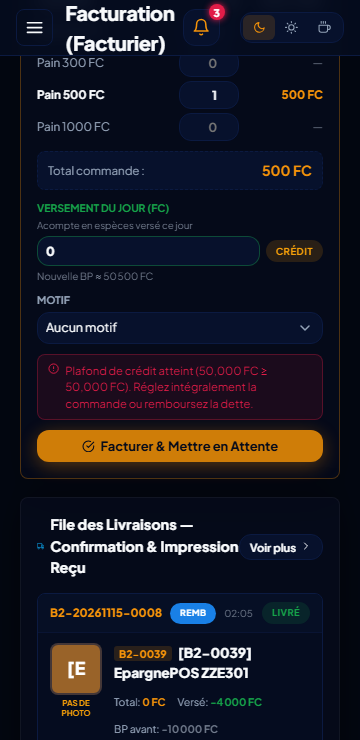 Facturation
(Facturier)
3
Pain 300 FC 0 —
Pain 500 FC 1 500 FC
Pain 1000 FC 0 —
Total commande : 500 FC
VERSEMENT DU JOUR (FC)
Acompte en espèces versé ce jour
0 CRÉDIT
Nouvelle BP ≈ 50 500 FC
MOTIF
Aucun motif
Plafond de crédit atteint (50,000 FC ≥
50,000 FC). Réglez intégralement la
commande ou remboursez la dette.
Facturer & Mettre en Attente
File des Livraisons —
Confirmation & Impression
Reçu
Voir plus
B2-20261115-0008 REMB 02:05 LIVRÉ
[E
PAS DE
PHOTO
B2-0039 [B2-0039]
EpargnePOS ZZE301
Total: 0 FC Versé: -4 000 FC
BP avant: -10 000 FC